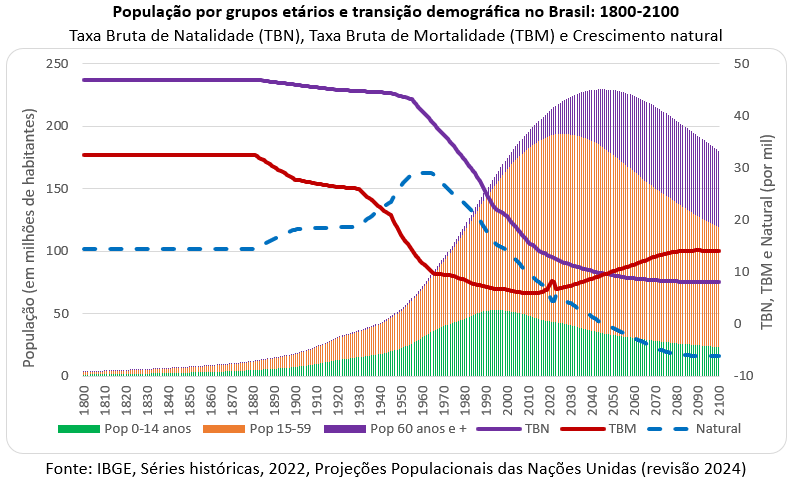 População por grupos etários e transição demográfica no Brasil: 1800-2100
Taxa Bruta de Natalidade (TBN), Taxa Bruta de Mortalidade (TBM) e Crescimento natural
População (em milhões de habitantes)
250
200
150
100
50
0
50
40
30
20
10
0
-10
TBN, TBM e Natural (por mil)
1800 1810 1820 1830 1840 1850 1860 1870 1880 1890 1900 1910 1920 1930 1940 1950 1960 1970 1980 1990 2000 2010 2020 2030 2040 2050 2060 2070 2080 2090 2100
Pop 0-14 anos Pop 15-59 Pop 60 anos e + TBN TBM Natural
Fonte: IBGE, Séries históricas, 2022, Projeções Populacionais das Nações Unidas (revisão 2024)